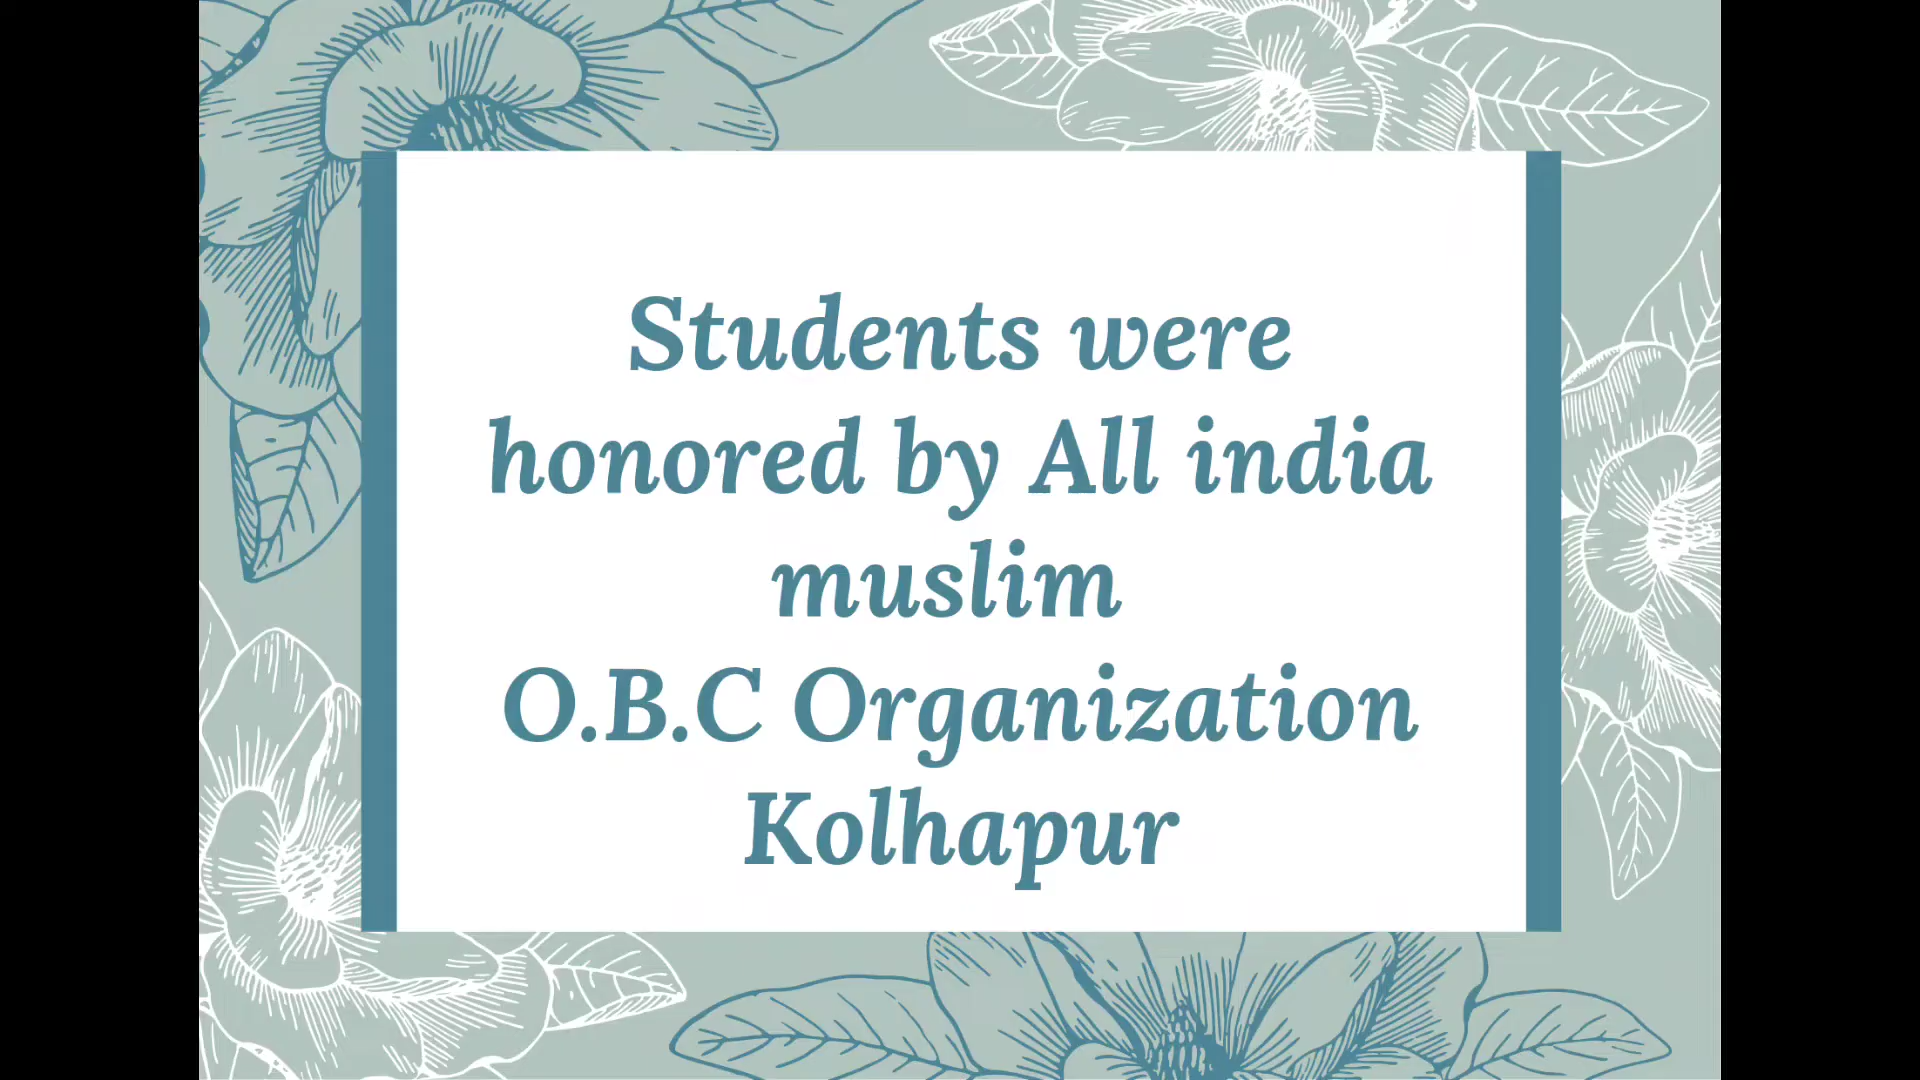 Students were
honored by All india
muslim
O.B.C Organization
Kolhapur